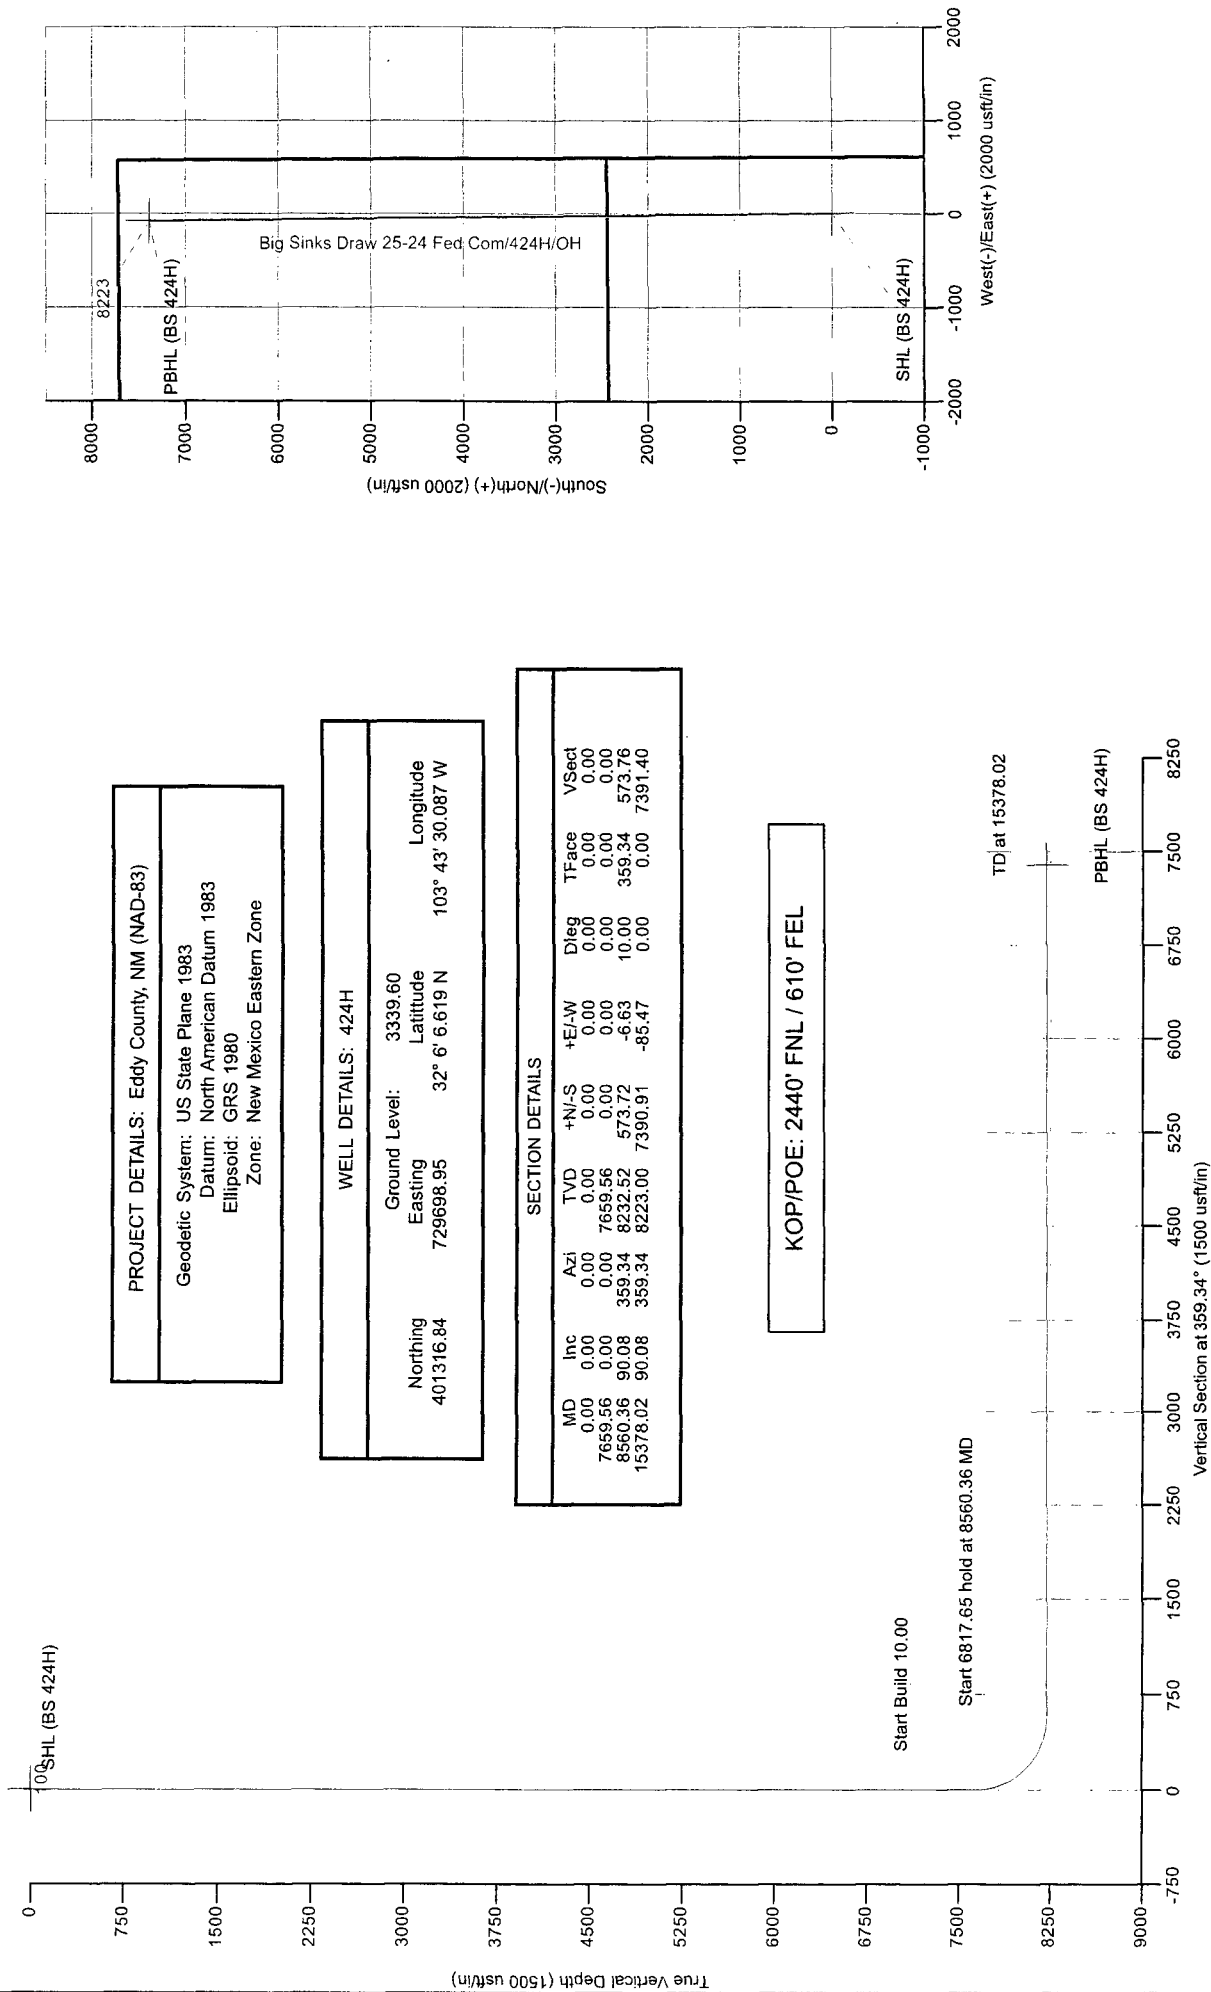 PROJECT DETAILS: Eddy County, NM (NAD-83)
Geodetic System: US State Plane 1983
Datum: North American Datum 1983
Ellipsoid: GRS 1980
Zone: New Mexico Eastern Zone
WELL DETAILS: 424H
Ground Level: 3339.60
Northing Easting Latittude Longitude
401316.84 729698.95 32° 6' 6.619 N 103° 43' 30.087 W
SECTION DETAILS
MD Inc Azi TVD +N/-S +E/-W Dleg TFace VSect
0.00 0.00 0.00 0.00 0.00 0.00 0.00 0.00 0.00
7659.56 0.00 0.00 7659.56 0.00 0.00 0.00 0.00 0.00
8560.36 90.08 359.34 8232.52 573.72 -6.63 10.00 359.34 573.76
15378.02 90.08 359.34 8223.00 7390.91 -85.47 0.00 0.00 7391.40
KOP/POE: 2440' FNL / 610' FEL
100
SHL (BS 424H)
Start Build 10.00
Start 6817.65 hold at 8560.36 MD
TD at 15378.02
PBHL (BS 424H)
0
750
1500
2250
3000
3750
4500
5250
6000
6750
7500
8250
9000
True Vertical Depth (1500 usft/in)
-750 0 750 1500 2250 3000 3750 4500 5250 6000 6750 7500 8250
Vertical Section at 359.34° (1500 usft/in)
8000
7000
6000
5000
4000
3000
2000
1000
0
-1000
South(-)/North(+) (2000 usft/in)
8223
PBHL (BS 424H)
Big Sinks Draw 25-24 Fed Com/424H/OH
SHL (BS 424H)
-2000 -1000 0 1000 2000
West(-)/East(+) (2000 usft/in)